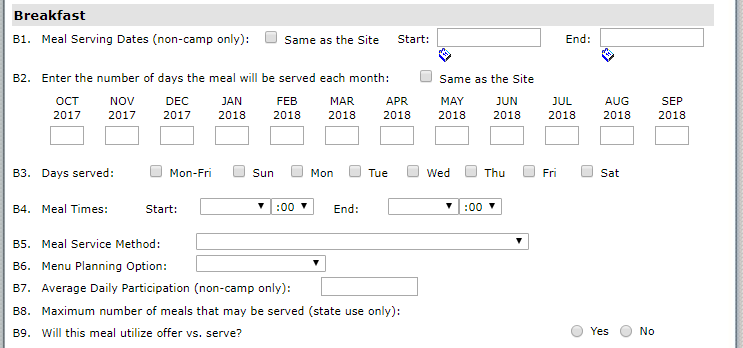 Breakfast
B1. Meal Serving Dates (non-camp only): Same as the Site Start: End:
B2. Enter the number of days the meal will be served each month: Same as the Site
OCT NOV DEC JAN FEB MAR APR MAY JUN JUL AUG SEP
2017 2017 2017 2018 2018 2018 2018 2018 2018 2018 2018 2018
B3. Days served: Mon-Fri Sun Mon Tue Wed Thu Fri Sat
B4. Meal Times: Start: :00 End: :00
B5. Meal Service Method:
B6. Menu Planning Option:
B7. Average Daily Participation (non-camp only):
B8. Maximum number of meals that may be served (state use only):
B9. Will this meal utilize offer vs. serve? Yes No